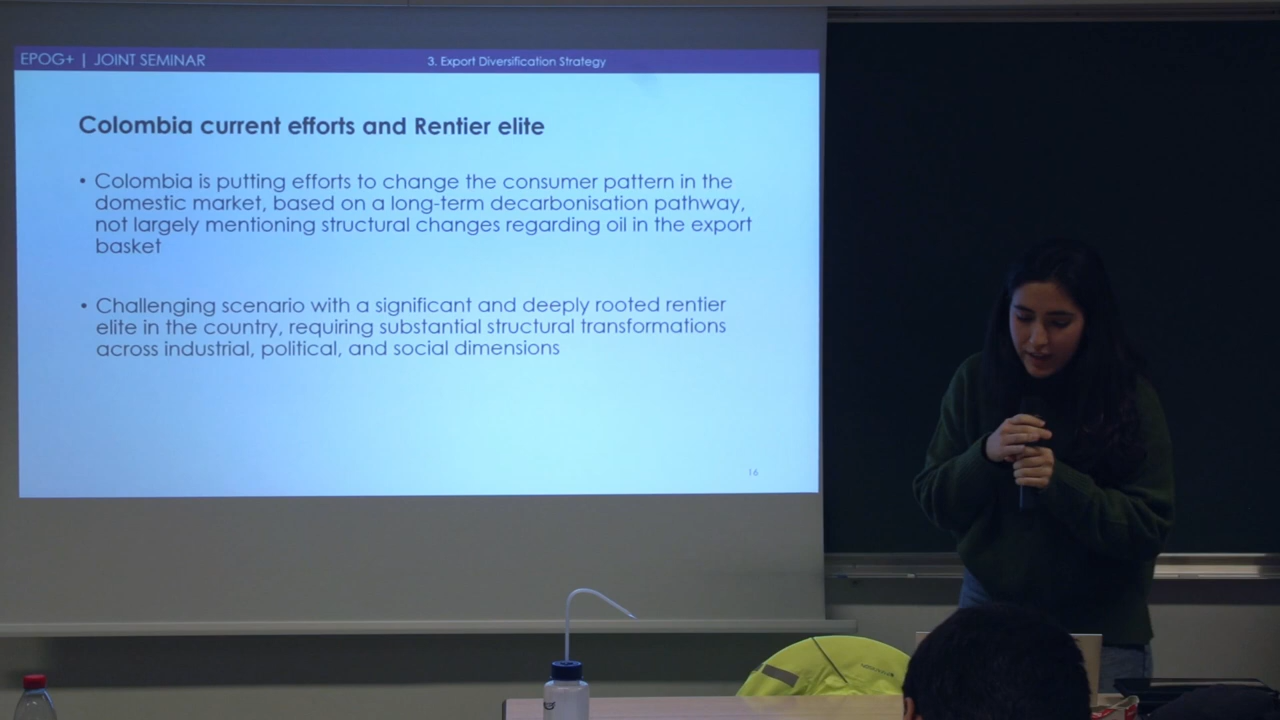 EPOG+ | JOINT SEMINAR
3. Export Diversification Strategy
Colombia current efforts and Rentier elite
• Colombia is putting efforts to change the consumer pattern in the
domestic market, based on a long-term decarbonisation pathway,
not largely mentioning structural changes regarding oil in the export
basket
• Challenging scenario with a significant and deeply rooted rentier
elite in the country, requiring substantial structural transformations
across industrial, political, and social dimensions
16